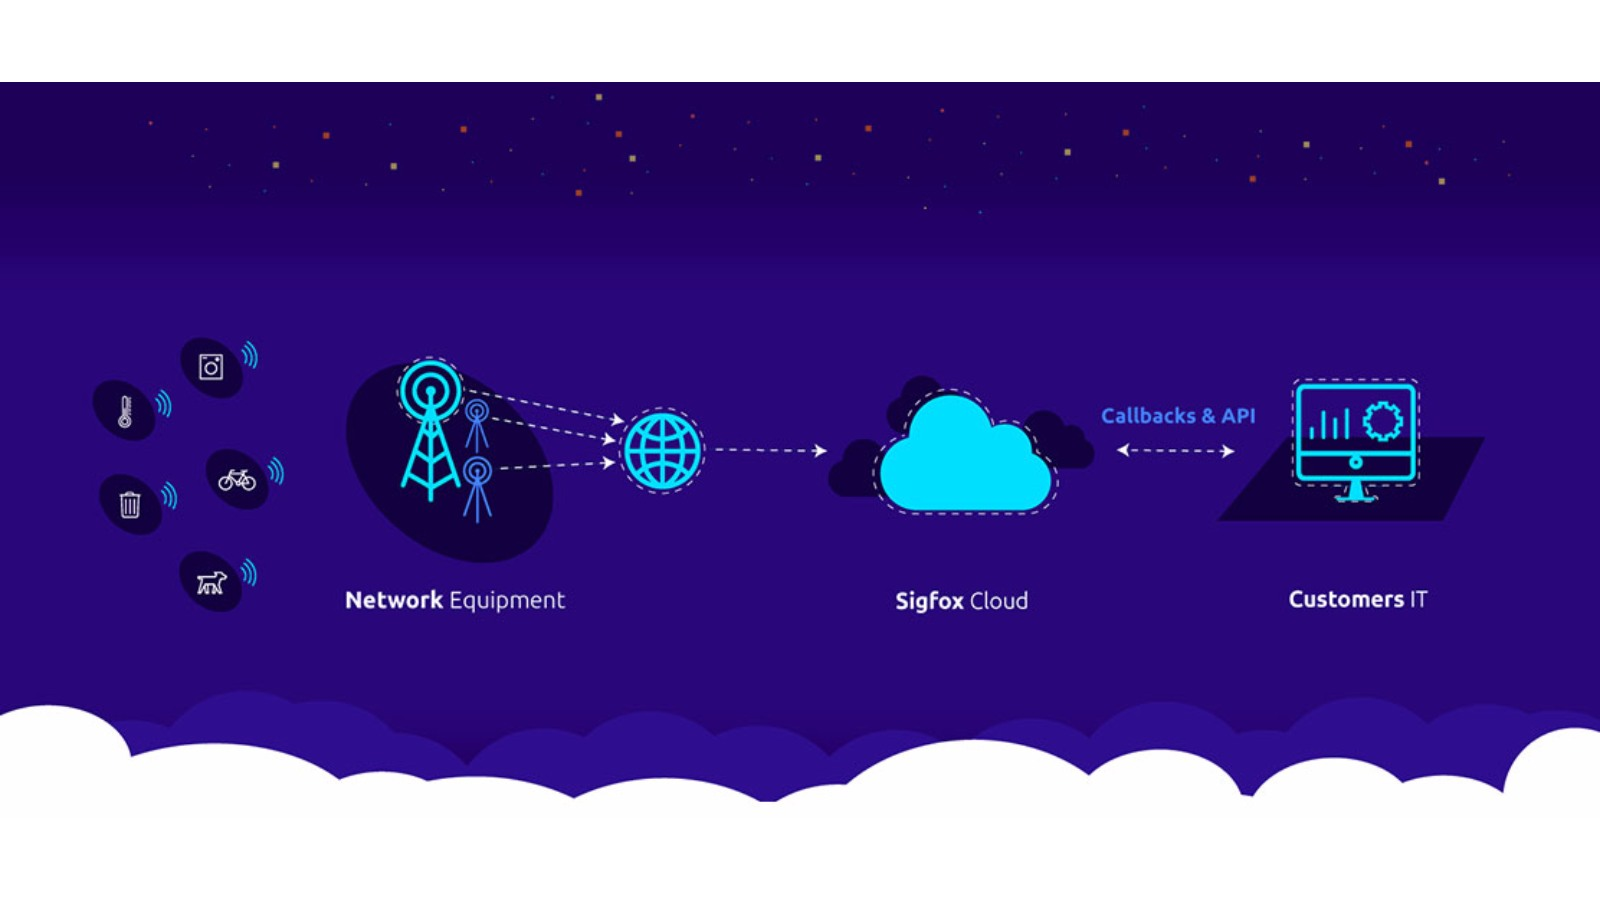 Callbacks & API
Network Equipment
Sigfox Cloud
Customers IT